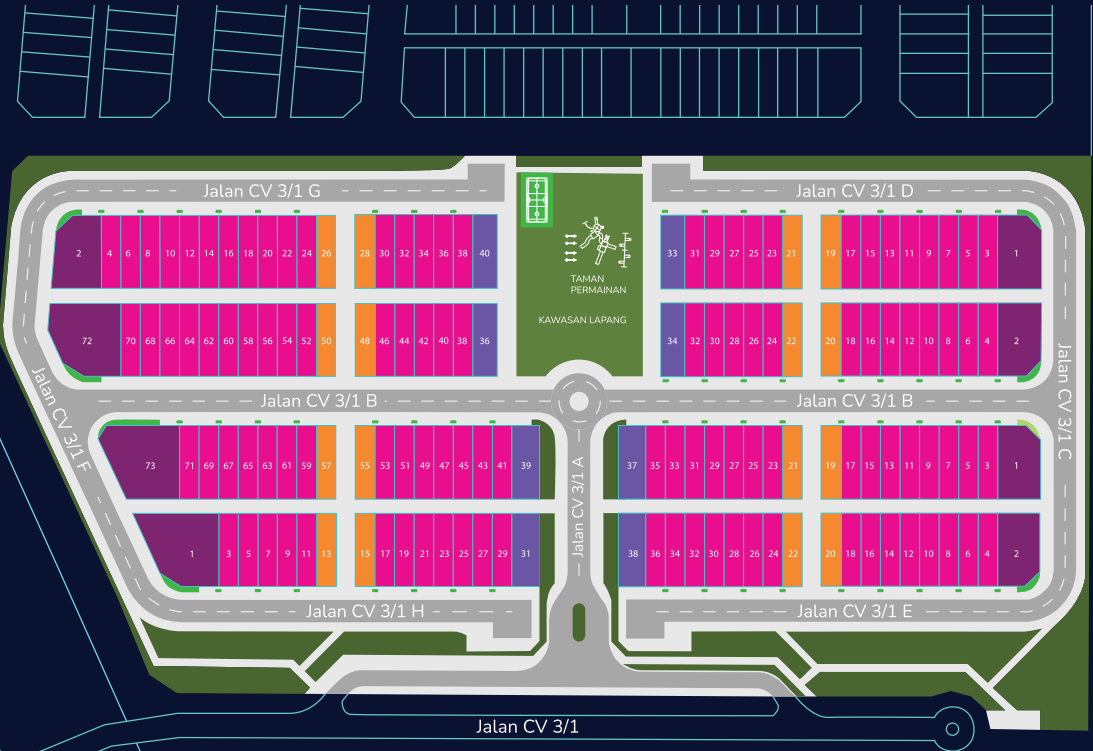 Jalan CV 3/1 G
Jalan CV 3/1 D
2 4 6 8 10 12 14 16 18 20 22 24 26 28 30 32 34 36 38 40
33 31 29 27 25 23 21 19 17 15 13 11 9 7 5 3 1
TAMAN
PERMAINAN
KAWASAN LAPANG
72 70 68 66 64 62 60 58 56 54 52 50 48 46 44 42 40 38 36
34 32 30 28 26 24 22 20 18 16 14 12 10 8 6 4 2
Jalan CV 3/1 F
Jalan CV 3/1 B
Jalan CV 3/1 B
Jalan CV 3/1 C
73 71 69 67 65 63 61 59 57 55 53 51 49 47 45 43 41 39
Jalan CV 3/1 A
37 35 33 31 29 27 25 23 21 19 17 15 13 11 9 7 5 3 1
1 3 5 7 9 11 13 15 17 19 21 23 25 27 29 31
38 36 34 32 30 28 26 24 22 20 18 16 14 12 10 8 6 4 2
Jalan CV 3/1 H
Jalan CV 3/1 E
Jalan CV 3/1